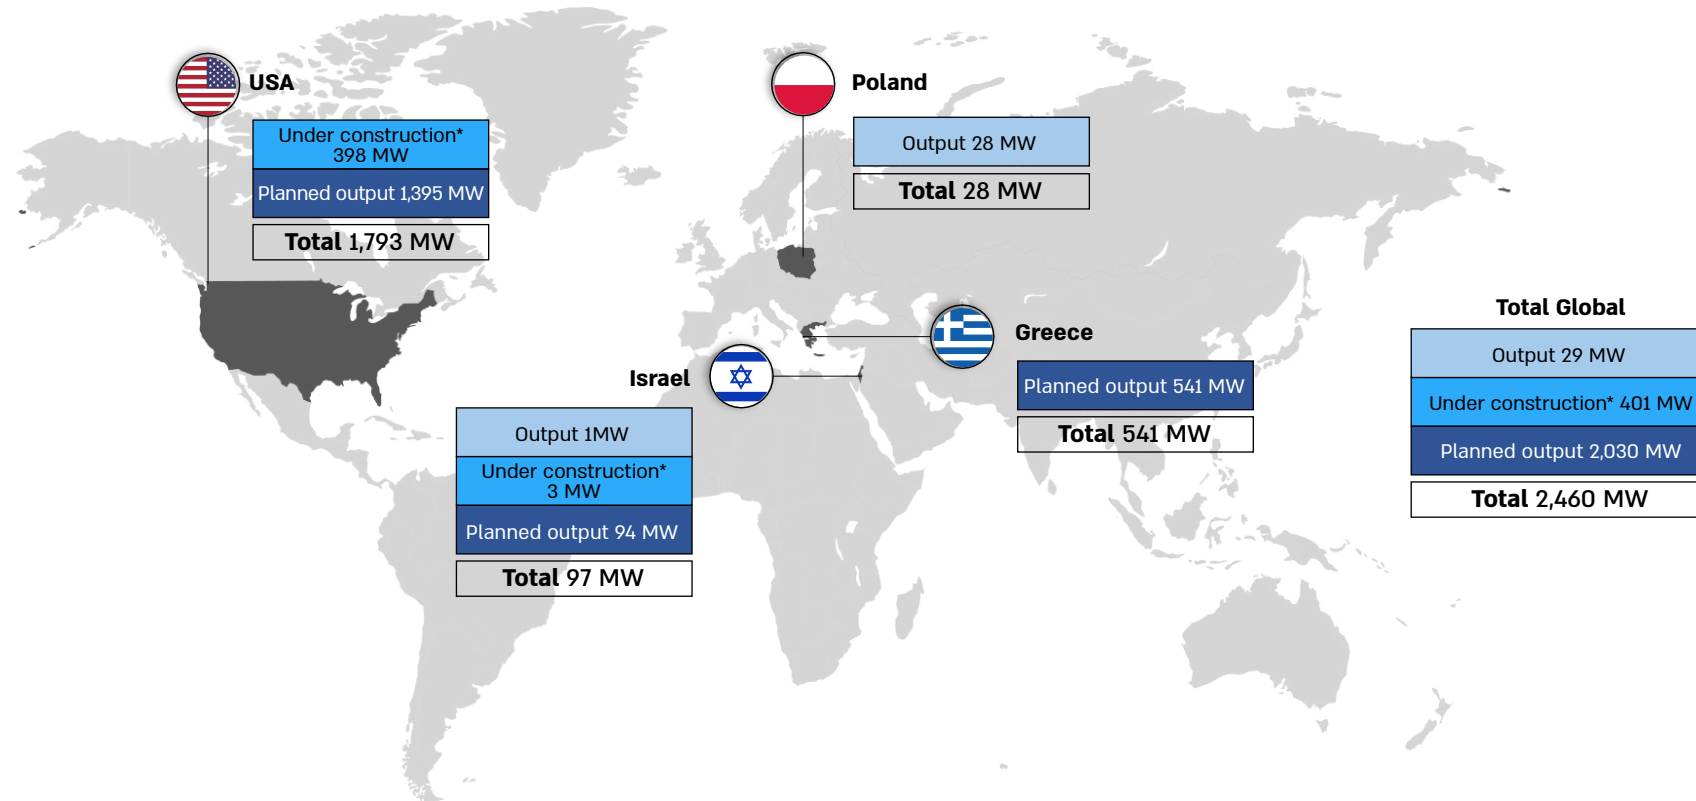 USA
Under construction*
398 MW
Planned output 1,395 MW
Total 1,793 MW
Poland
Output 28 MW
Total 28 MW
Greece
Planned output 541 MW
Total 541 MW
Israel
Output 1MW
Under construction*
3 MW
Planned output 94 MW
Total 97 MW
Total Global
Output 29 MW
Under construction* 401 MW
Planned output 2,030 MW
Total 2,460 MW